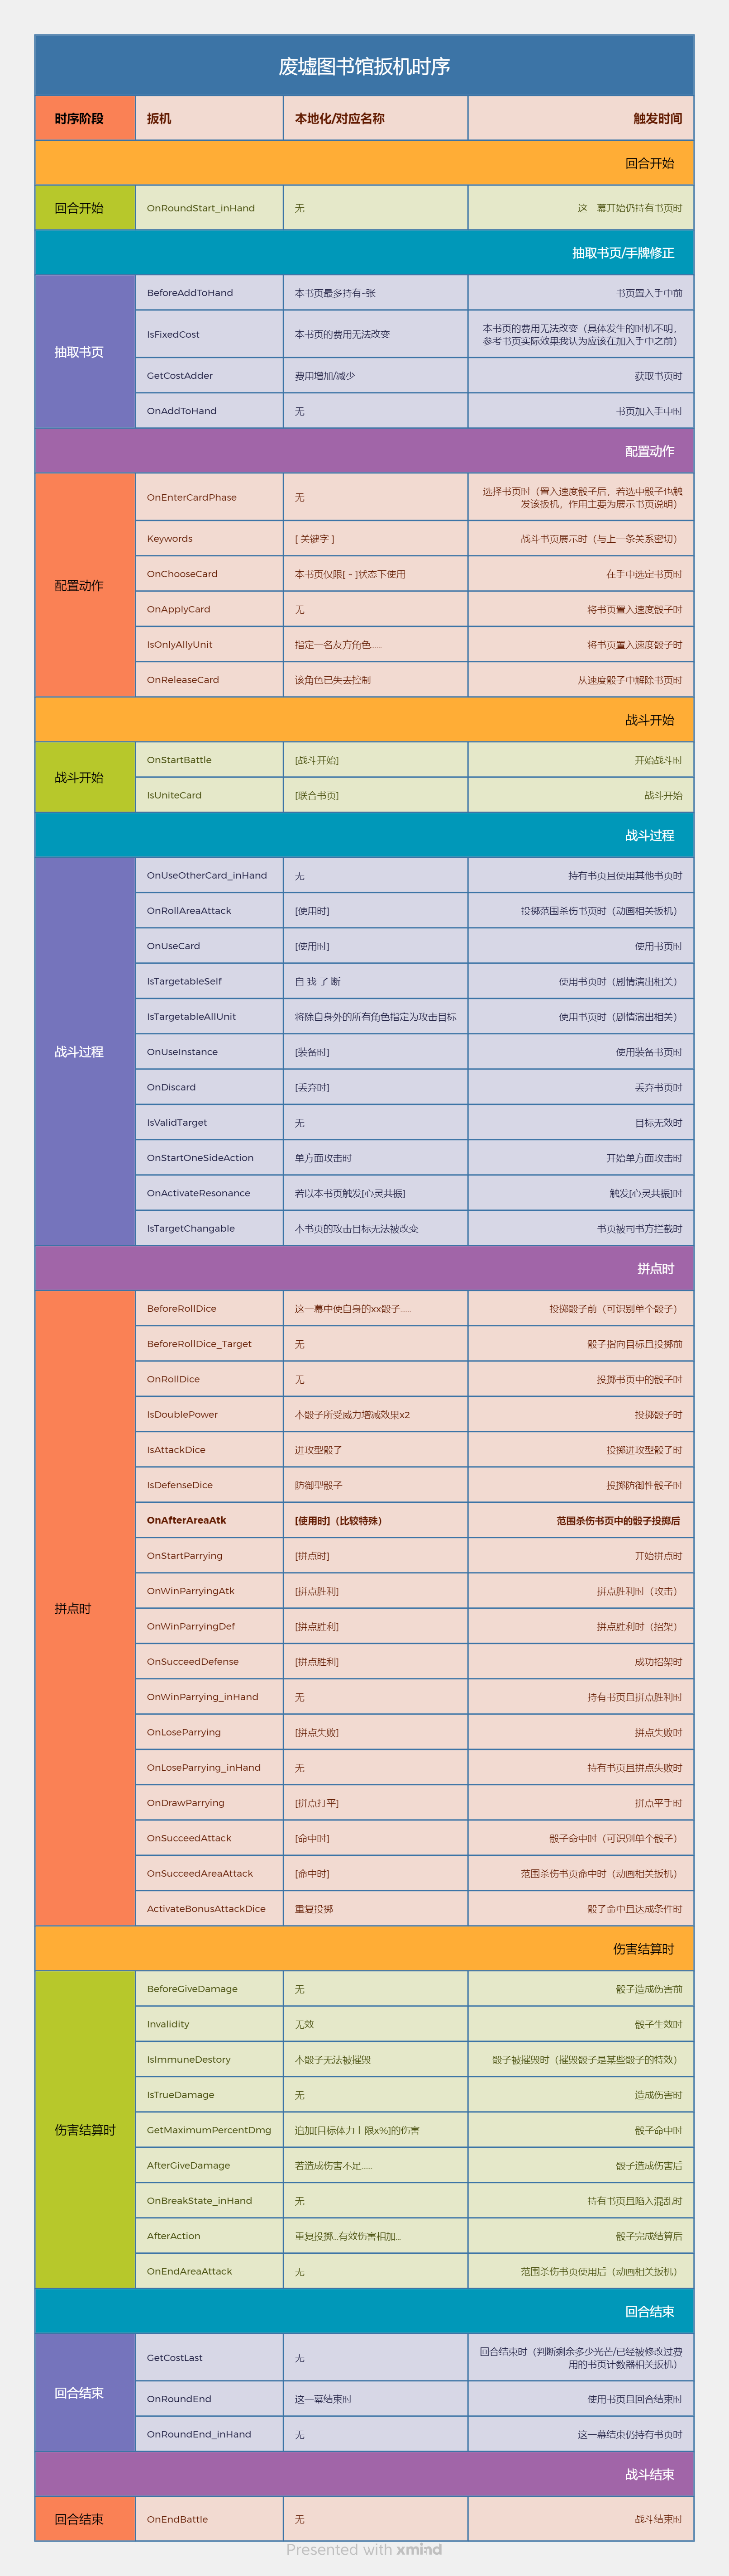 废墟图书馆扳机时序
时序阶段 扳机 本地化/对应名称 触发时间
回合开始
回合开始 OnRoundStart_inHand 无 这一幕开始仍持有书页时
抽取书页/手牌修正
抽取书页
BeforeAddToHand 本书页最多持有~张 书页置入手中前
IsFixedCost 本书页的费用无法改变 本书页的费用无法改变（具体发生的时机不明，
参考书页实际效果我认为应该在加入手中之前）
GetCostAdder 费用增加/减少 获取书页时
OnAddToHand 无 书页加入手中时
配置动作
配置动作
OnEnterCardPhase 无 选择书页时（置入速度骰子后，若选中骰子也触
发该扳机，作用主要为展示书页说明）
Keywords [ 关键字 ] 战斗书页展示时（与上一条关系密切）
OnChooseCard 本书页仅限[ ~ ]状态下使用 在手中选定书页时
OnApplyCard 无 将书页置入速度骰子时
IsOnlyAllyUnit 指定一名友方角色...... 将书页置入速度骰子时
OnReleaseCard 该角色已失去控制 从速度骰子中解除书页时
战斗开始
战斗开始
OnStartBattle [战斗开始] 开始战斗时
IsUniteCard [联合书页] 战斗开始
战斗过程
战斗过程
OnUseOtherCard_inHand 无 持有书页且使用其他书页时
OnRollAreaAttack [使用时] 投掷范围杀伤书页时（动画相关扳机）
OnUseCard [使用时] 使用书页时
IsTargetableSelf 自 我 了 断 使用书页时（剧情演出相关）
IsTargetableAllUnit 将除自身外的所有角色指定为攻击目标 使用书页时（剧情演出相关）
OnUseInstance [装备时] 使用装备书页时
OnDiscard [丢弃时] 丢弃书页时
IsValidTarget 无 目标无效时
OnStartOneSideAction 单方面攻击时 开始单方面攻击时
OnActivateResonance 若以本书页触发[心灵共振] 触发[心灵共振]时
IsTargetChangable 本书页的攻击目标无法被改变 书页被司书方拦截时
拼点时
拼点时
BeforeRollDice 这一幕中使自身的xx骰子...... 投掷骰子前（可识别单个骰子）
BeforeRollDice_Target 无 骰子指向目标且投掷前
OnRollDice 无 投掷书页中的骰子时
IsDoublePower 本骰子所受威力增减效果x2 投掷骰子时
IsAttackDice 进攻型骰子 投掷进攻型骰子时
IsDefenseDice 防御型骰子 投掷防御性骰子时
OnAfterAreaAtk [使用时]（比较特殊） 范围杀伤书页中的骰子投掷后
OnStartParrying [拼点时] 开始拼点时
OnWinParryingAtk [拼点胜利] 拼点胜利时（攻击）
OnWinParryingDef [拼点胜利] 拼点胜利时（招架）
OnSucceedDefense [拼点胜利] 成功招架时
OnWinParrying_inHand 无 持有书页且拼点胜利时
OnLoseParrying [拼点失败] 拼点失败时
OnLoseParrying_inHand 无 持有书页且拼点失败时
OnDrawParrying [拼点打平] 拼点平手时
OnSucceedAttack [命中时] 骰子命中时（可识别单个骰子）
OnSucceedAreaAttack [命中时] 范围杀伤书页命中时（动画相关扳机）
ActivateBonusAttackDice 重复投掷 骰子命中且达成条件时
伤害结算时
伤害结算时
BeforeGiveDamage 无 骰子造成伤害前
Invalidity 无效 骰子生效时
IsImmuneDestory 本骰子无法被摧毁 骰子被摧毁时（摧毁骰子是某些骰子的特效）
IsTrueDamage 无 造成伤害时
GetMaximumPercentDmg 追加[目标体力上限x%]的伤害 骰子命中时
AfterGiveDamage 若造成伤害不足...... 骰子造成伤害后
OnBreakState_inHand 无 持有书页且陷入混乱时
AfterAction 重复投掷...有效伤害相加... 骰子完成结算后
OnEndAreaAttack 无 范围杀伤书页使用后（动画相关扳机）
回合结束
回合结束
GetCostLast 无 回合结束时（判断剩余多少光芒/已经被修改过费
用的书页计数器相关扳机）
OnRoundEnd 这一幕结束时 使用书页且回合结束时
OnRoundEnd_inHand 无 这一幕结束仍持有书页时
战斗结束
回合结束 OnEndBattle 无 战斗结束时
Presented with xmind